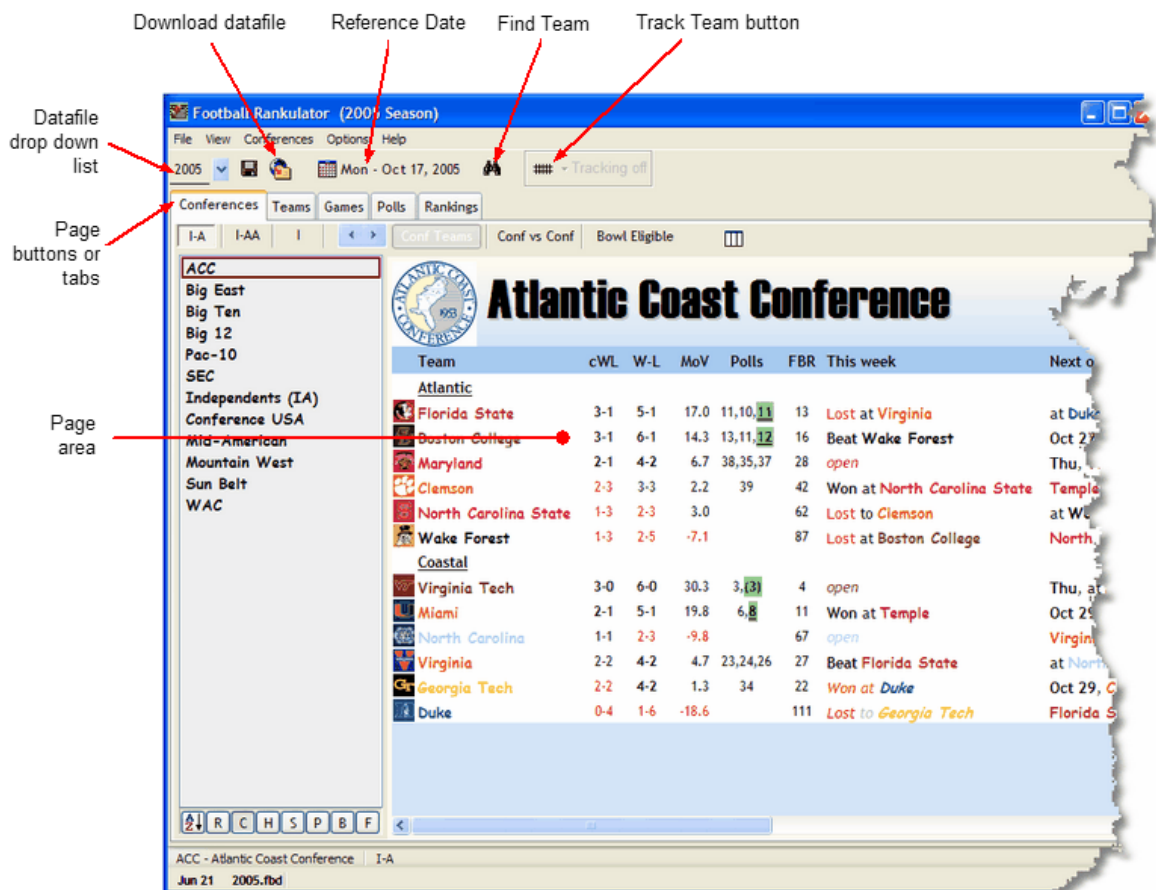 Download datafile
Reference Date
Find Team
Track Team button
Datafile
drop down
list
Page
buttons or
tabs
Page
area
Football Rankulator (2005 Season)
File View Conferences Options Help
2005 Mon - Oct 17, 2005 Tracking off
Conferences Teams Games Polls Rankings
I-A I-AA I Conf Teams Conf vs Conf Bowl Eligible
ACC
Big East
Big Ten
Big 12
Pac-10
SEC
Independents (IA)
Conference USA
Mid-American
Mountain West
Sun Belt
WAC
ATLANTIC COAST CONFERENCE 1953
Atlantic Coast Conference
Team cWL W-L MoV Polls FBR This week Next o
Atlantic
Florida State 3-1 5-1 17.0 11,10,11 13 Lost at Virginia at Duke
Boston College 3-1 6-1 14.3 13,11,12 16 Beat Wake Forest Oct 27
Maryland 2-1 4-2 6.7 38,35,37 28 open Thu,
Clemson 2-3 3-3 2.2 39 42 Won at North Carolina State Temple
North Carolina State 1-3 2-3 3.0 62 Lost to Clemson at
Wake Forest 1-3 2-5 -7.1 87 Lost at Boston College North
Coastal
Virginia Tech 3-0 6-0 30.3 3,(3) 4 open Thu, at
Miami 2-1 5-1 19.8 6,8 11 Won at Temple Oct 29
North Carolina 1-1 2-3 -9.8 67 open Virgin
Virginia 2-2 4-2 4.7 23,24,26 27 Beat Florida State at North
Georgia Tech 2-2 4-2 1.3 34 22 Won at Duke Oct 29, C
Duke 0-4 1-6 -18.6 111 Lost to Georgia Tech Florida S
A Z R C H S P B F
ACC - Atlantic Coast Conference I-A
Jun 21 2005.fbd